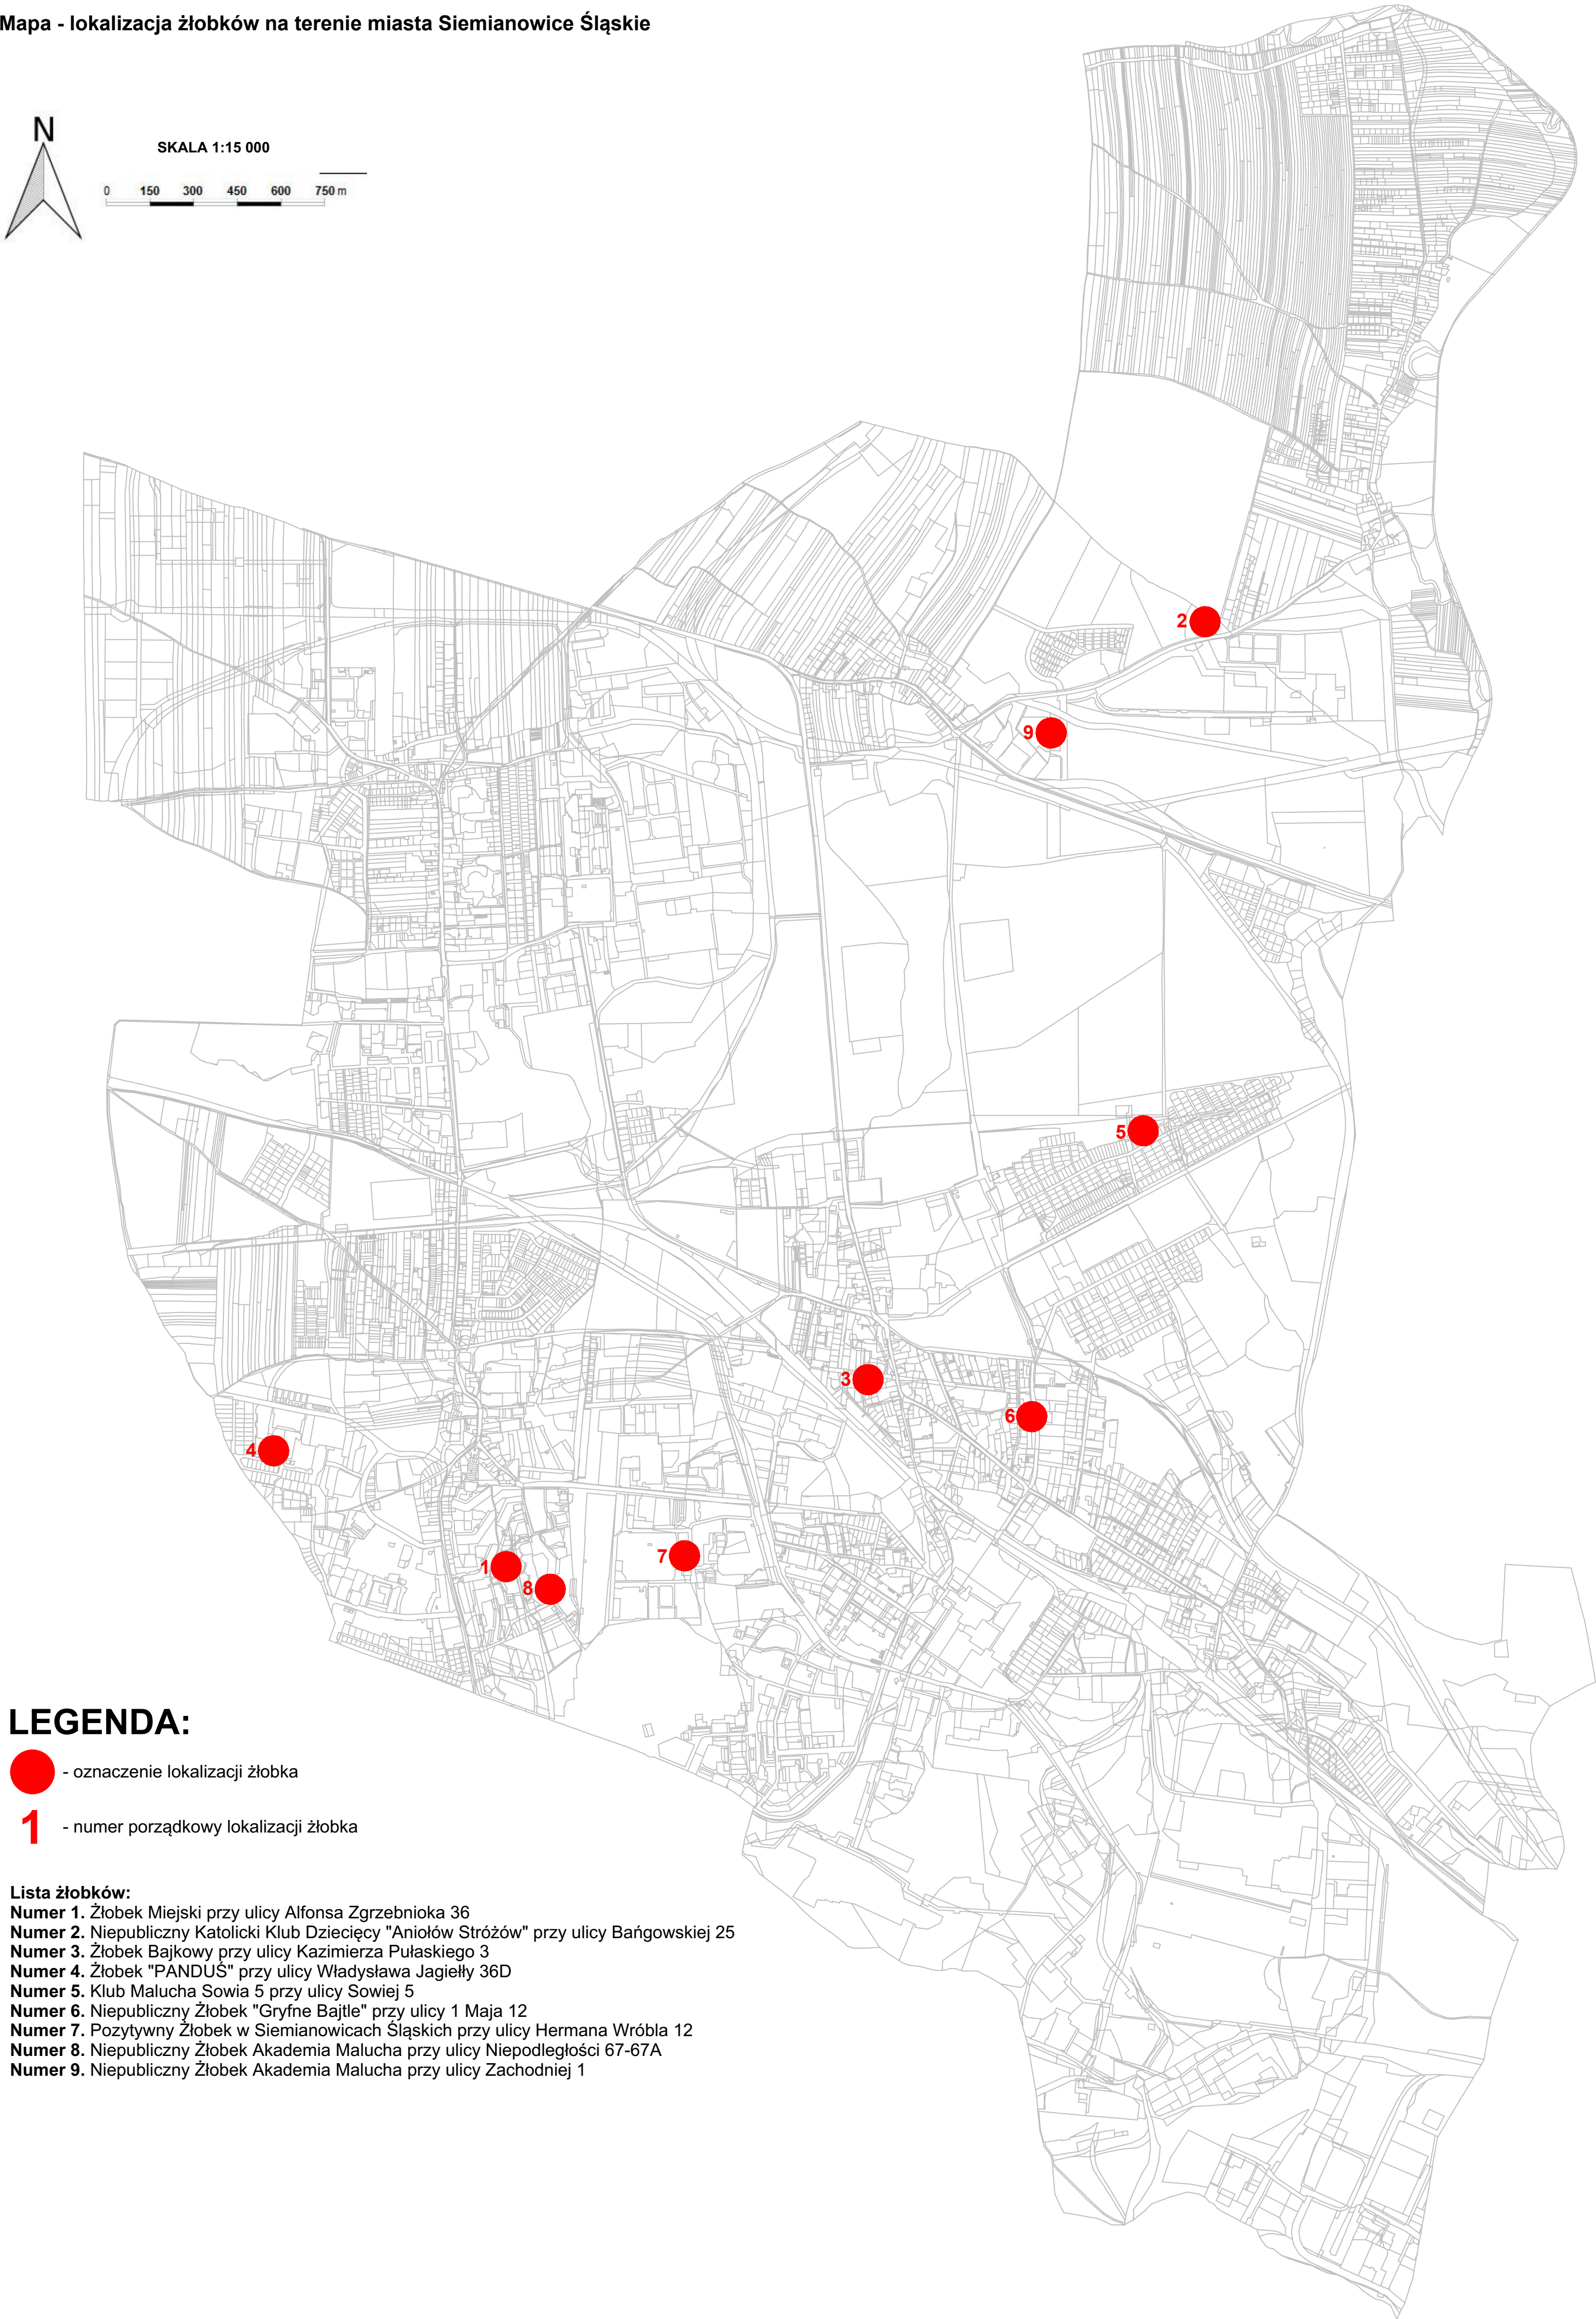 Mapa - lokalizacja żłobków na terenie miasta Siemianowice Śląskie
N
SKALA 1:15 000
0 150 300 450 600 750 m
2
9
5
3
6
4
7
1
8
LEGENDA:
- oznaczenie lokalizacji żłobka
1 - numer porządkowy lokalizacji żłobka
Lista żłobków:
Numer 1. Żłobek Miejski przy ulicy Alfonsa Zgrzebnioka 36
Numer 2. Niepubliczny Katolicki Klub Dziecięcy "Aniołów Stróżów" przy ulicy Bańgowskiej 25
Numer 3. Żłobek Bajkowy przy ulicy Kazimierza Pułaskiego 3
Numer 4. Żłobek "PANDUŚ" przy ulicy Władysława Jagiełły 36D
Numer 5. Klub Malucha Sowia 5 przy ulicy Sowiej 5
Numer 6. Niepubliczny Żłobek "Gryfne Bajtle" przy ulicy 1 Maja 12
Numer 7. Pozytywny Żłobek w Siemianowicach Śląskich przy ulicy Hermana Wróbla 12
Numer 8. Niepubliczny Żłobek Akademia Malucha przy ulicy Niepodległości 67-67A
Numer 9. Niepubliczny Żłobek Akademia Malucha przy ulicy Zachodniej 1